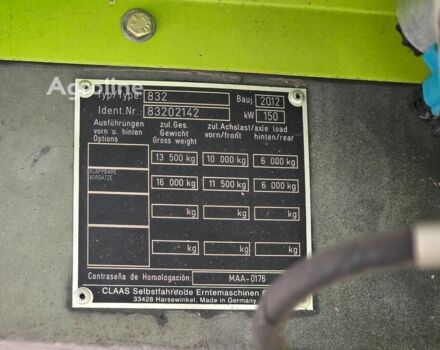 Agroline
Typ/Type 832 Bauj. 2012
Ident.Nr. 83202142 kW 150
Ausführungen zul.Ges. zul.Achslast/axle load
vorn u. hinten Gewicht vorn/front hinten/rear
Options Gross weight
13 500 kg 10 000 kg 6 000 kg
KLAPPBARE
VORSÄTZE
16 000 kg 11 500 kg 6 000 kg
kg kg kg
kg kg kg
Contraseña de Homologación: MAA-0176
CLAAS Selbstfahrende Erntemaschinen
33428 Harsewinkel, Made in Germany